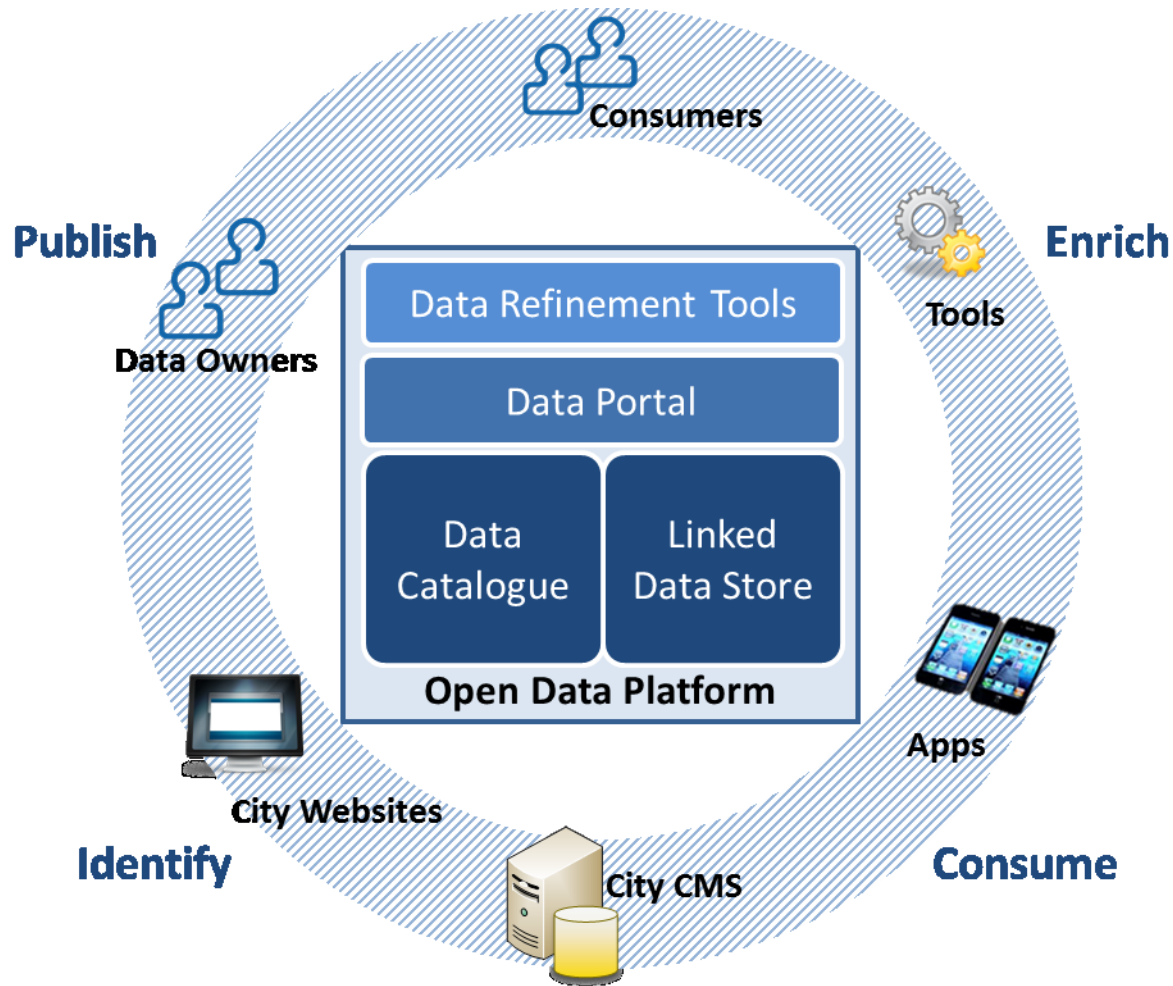 Consumers
Publish
Enrich
Tools
Data Owners
Data Refinement Tools
Data Portal
Data
Catalogue
Linked
Data Store
Open Data Platform
Apps
City Websites
Identify
City CMS
Consume